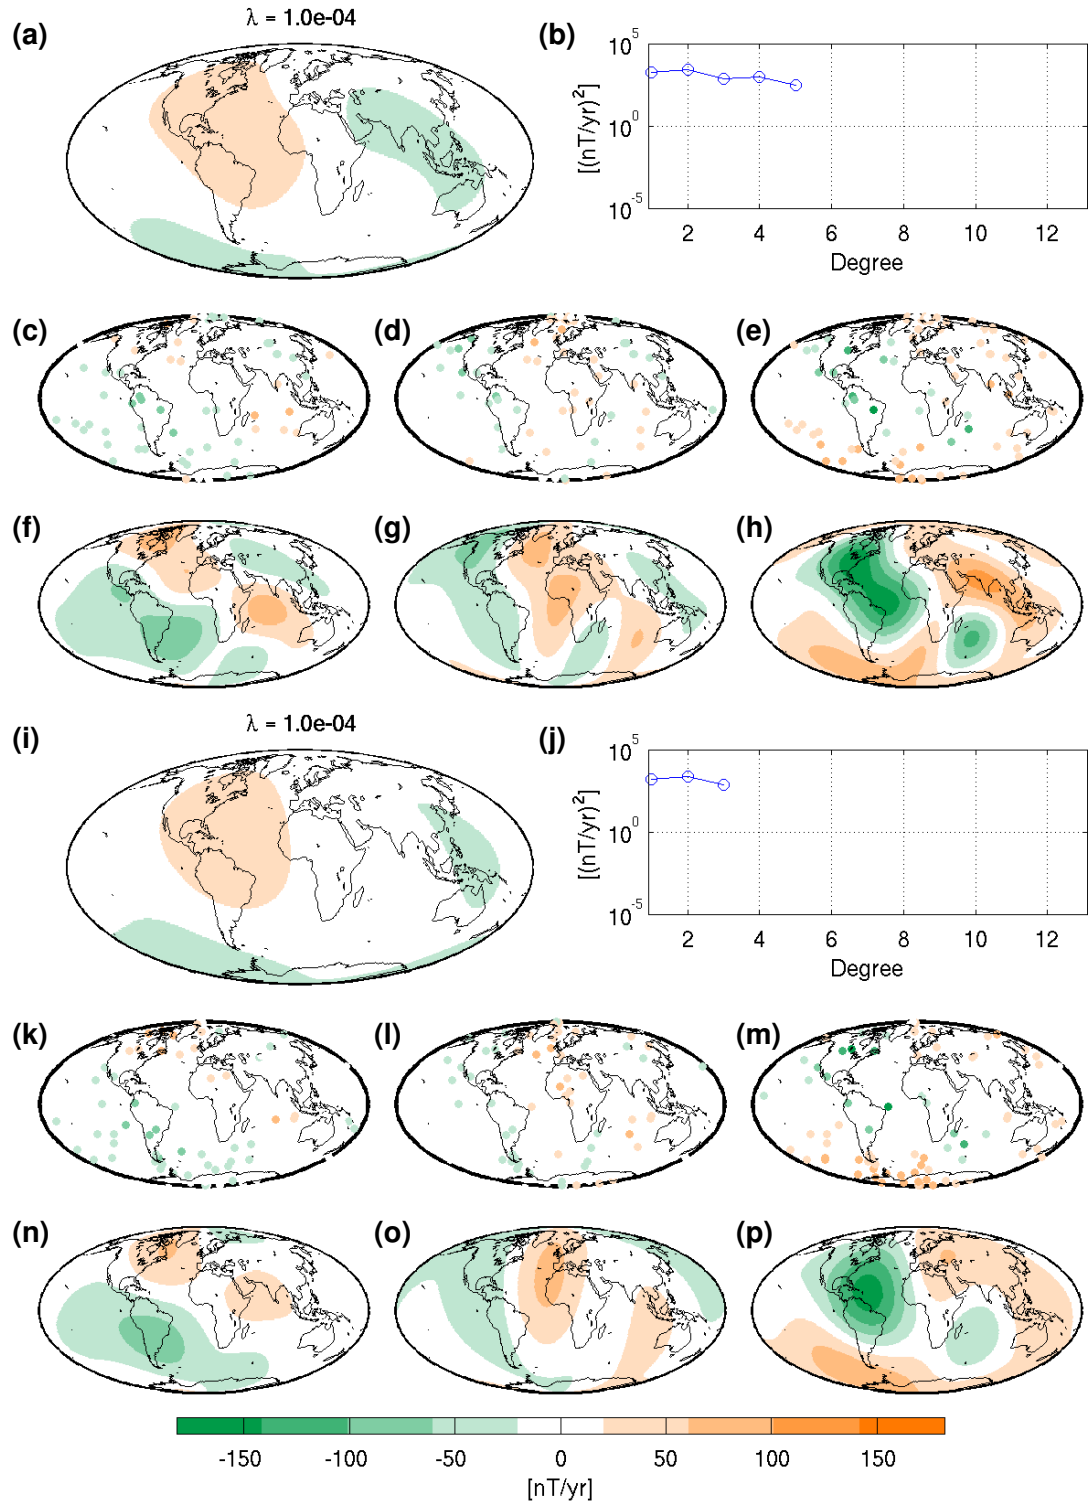 (a)
λ = 1.0e-04
(b)
10^5
10^0
10^-5
[(nT/yr)²]
2 4 6 8 10 12
Degree
(c)
(d)
(e)
(f)
(g)
(h)
(i)
λ = 1.0e-04
(j)
10^5
10^0
10^-5
[(nT/yr)²]
2 4 6 8 10 12
Degree
(k)
(l)
(m)
(n)
(o)
(p)
-150 -100 -50 0 50 100 150
[nT/yr]